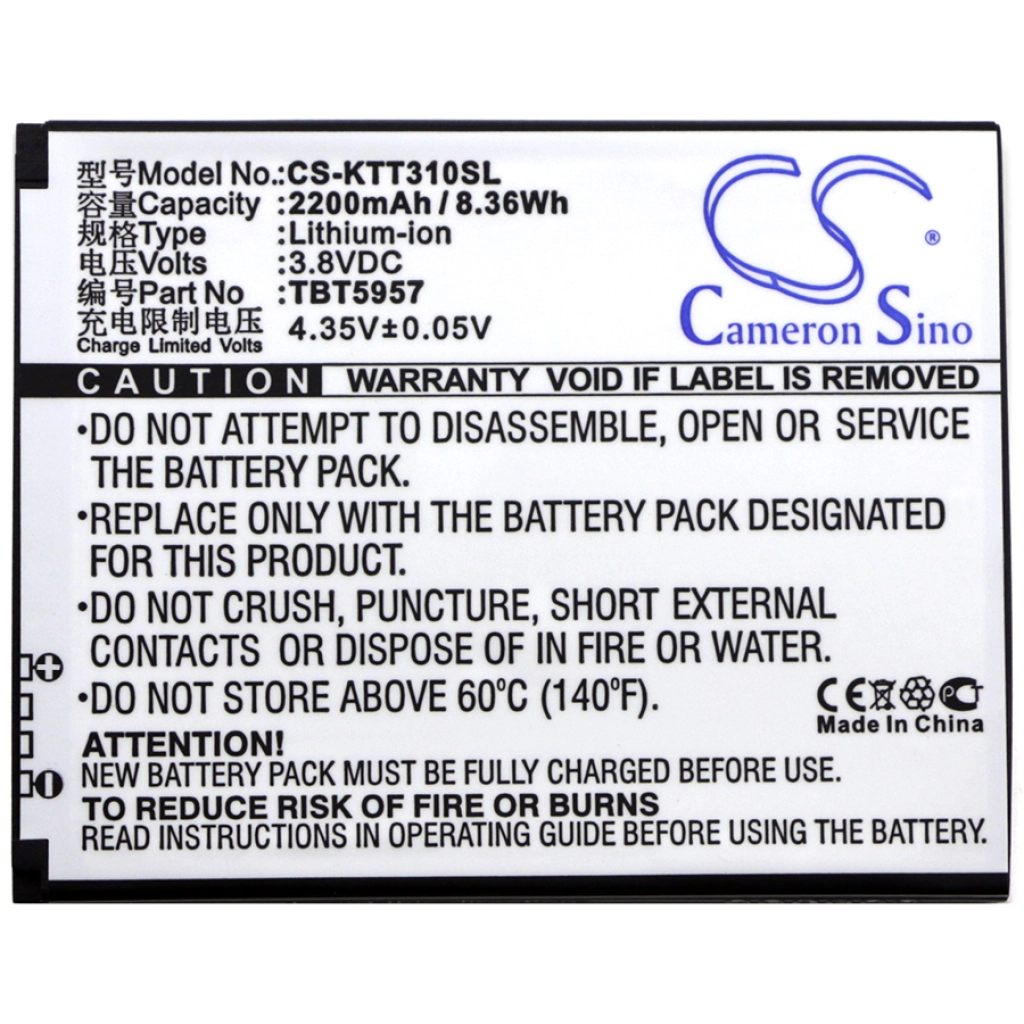 型号Model No.:CS-KTT310SL
容量Capacity :2200mAh / 8.36Wh
规格Type :Lithium-ion
电压Volts :3.8VDC
编号Part No. :TBT5957
充电限制电压 4.35V±0.05V
Charge Limited Volts
CS
®
Cameron Sino
CAUTION WARRANTY VOID IF LABEL IS REMOVED
•DO NOT ATTEMPT TO DISASSEMBLE, OPEN OR SERVICE
THE BATTERY PACK.
•REPLACE ONLY WITH THE BATTERY PACK DESIGNATED
FOR THIS PRODUCT.
•DO NOT CRUSH, PUNCTURE, SHORT EXTERNAL
CONTACTS OR DISPOSE OF IN FIRE OR WATER.
•DO NOT STORE ABOVE 60°C (140°F).
CE PCT
Made In China
+
-
ATTENTION!
NEW BATTERY PACK MUST BE FULLY CHARGED BEFORE USE.
TO REDUCE RISK OF FIRE OR BURNS
READ INSTRUCTIONS IN OPERATING GUIDE BEFORE USING THE BATTERY.